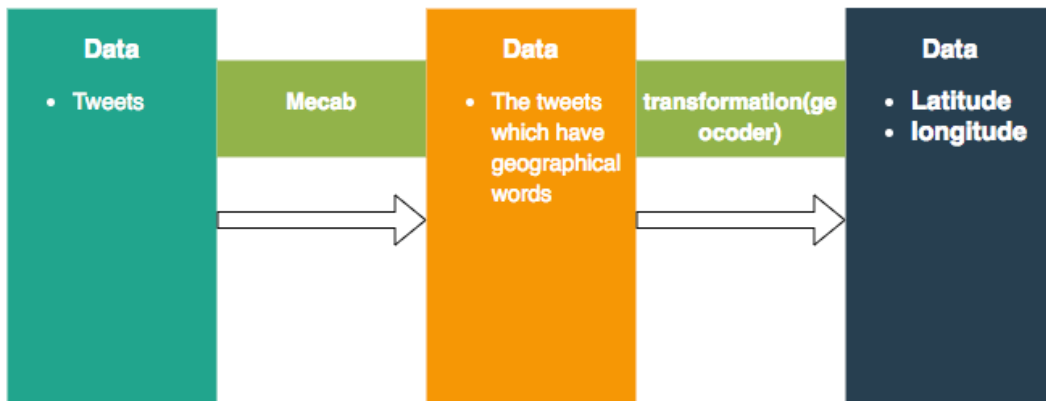 Data
• Tweets
Mecab
Data
• The tweets
which have
geographical
words
transformation(ge
ocoder)
Data
• Latitude
• longitude